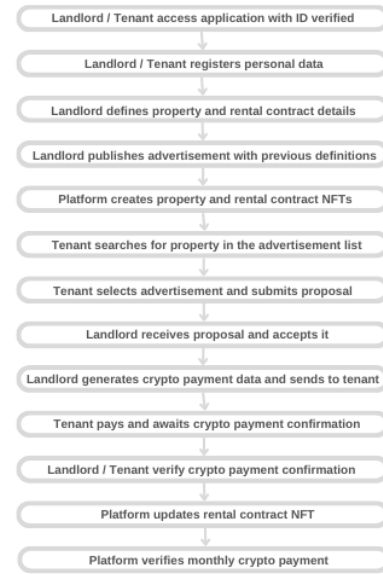 Landlord / Tenant access application with ID verified
Landlord / Tenant registers personal data
Landlord defines property and rental contract details
Landlord publishes advertisement with previous definitions
Platform creates property and rental contract NFTs
Tenant searches for property in the advertisement list
Tenant selects advertisement and submits proposal
Landlord receives proposal and accepts it
Landlord generates crypto payment data and sends to tenant
Tenant pays and awaits crypto payment confirmation
Landlord / Tenant verify crypto payment confirmation
Platform updates rental contract NFT
Platform verifies monthly crypto payment